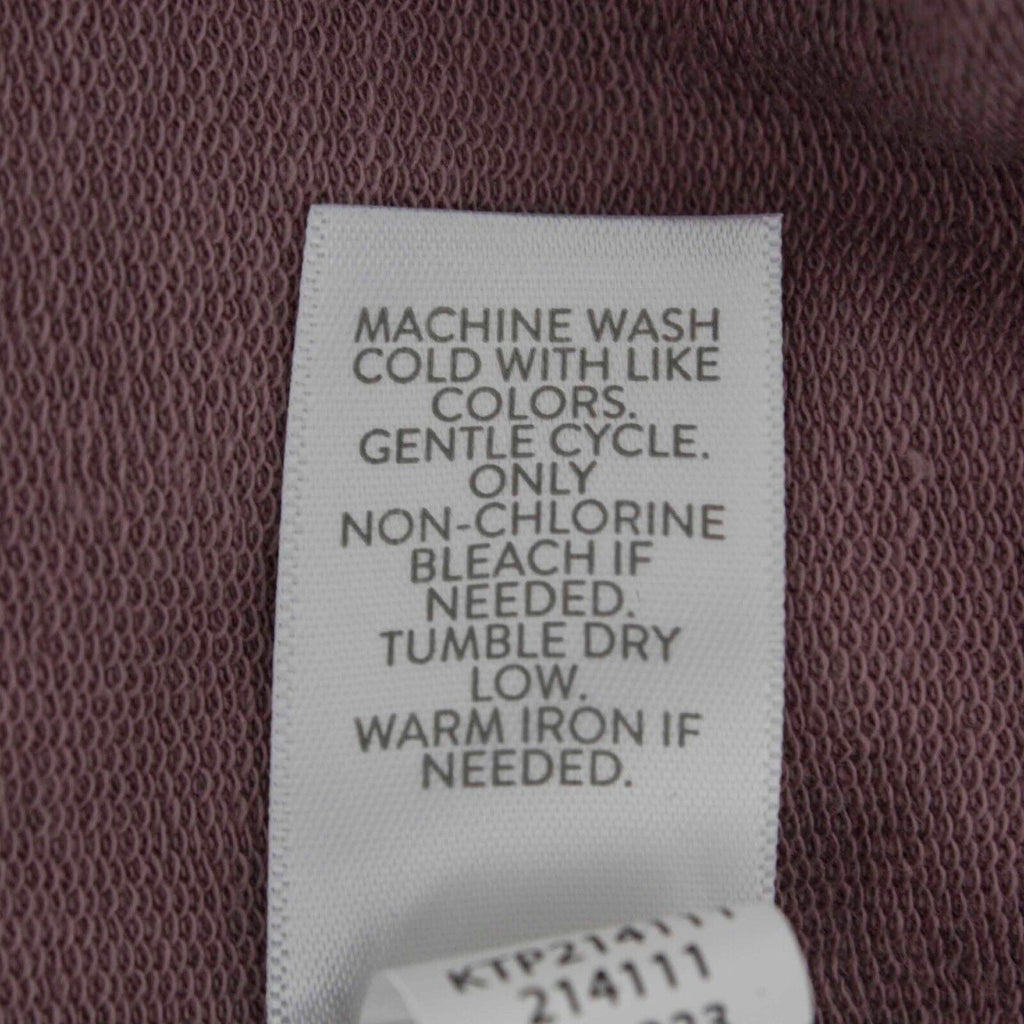 MACHINE WASH
COLD WITH LIKE
COLORS.
GENTLE CYCLE.
ONLY
NON-CHLORINE
BLEACH IF
NEEDED.
TUMBLE DRY
LOW.
WARM IRON IF
NEEDED.
KTP214111
214111